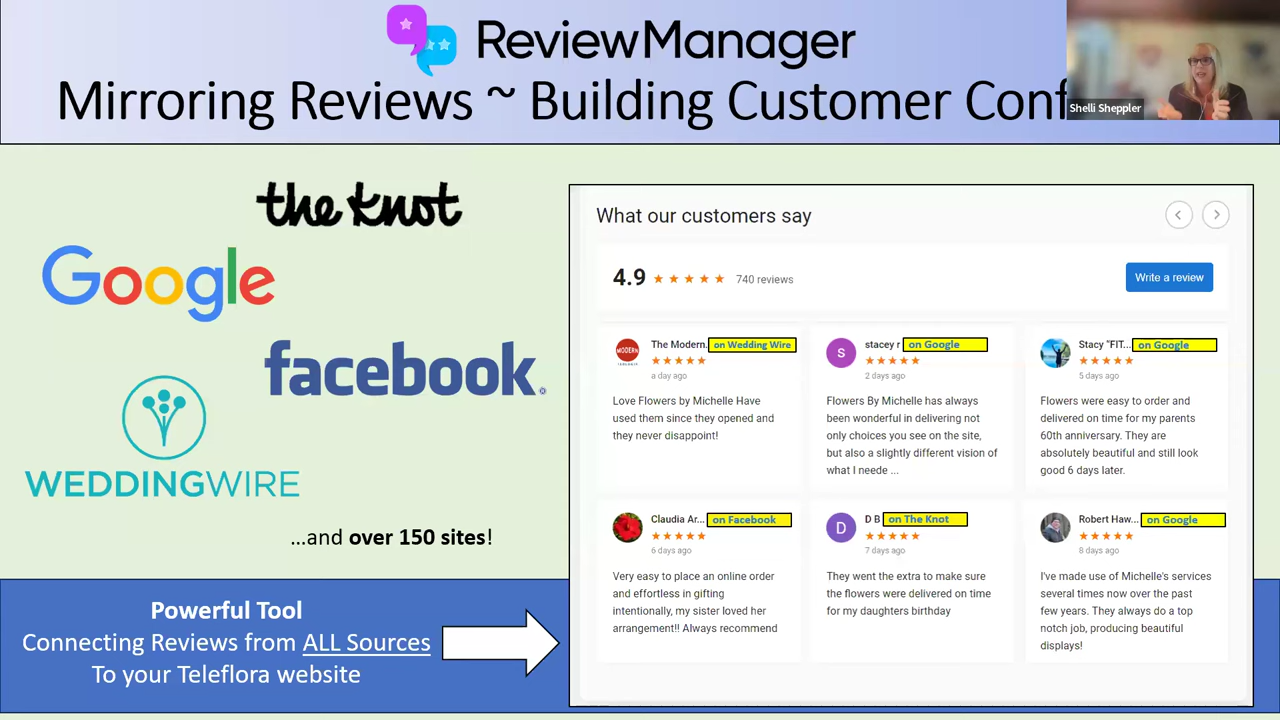 ReviewManager
Mirroring Reviews ~ Building Customer Conf
Shelli Sheppler
the knot
Google
facebook.
WEDDINGWIRE
...and over 150 sites!
Powerful Tool
Connecting Reviews from ALL Sources
To your Teleflora website
What our customers say
4.9 740 reviews
Write a review
The Modern. on Wedding Wire
MODERN
a day ago
Love Flowers by Michelle Have
used them since they opened and
they never disappoint!
S
stacey r on Google
2 days ago
Flowers By Michelle has always
been wonderful in delivering not
only choices you see on the site,
but also a slightly different vision of
what I neede ...
Stacy "FIT... on Google
5 days ago
Flowers were easy to order and
delivered on time for my parents
60th anniversary. They are
absolutely beautiful and still look
good 6 days later.
Claudia Ar... on Facebook
6 days ago
Very easy to place an online order
and effortless in gifting
intentionally, my sister loved her
arrangement!! Always recommend
D
D B on The Knot
7 days ago
They went the extra to make sure
the flowers were delivered on time
for my daughters birthday
Robert Haw... on Google
8 days ago
I've made use of Michelle's services
several times now over the past
few years. They always do a top
notch job, producing beautiful
displays!